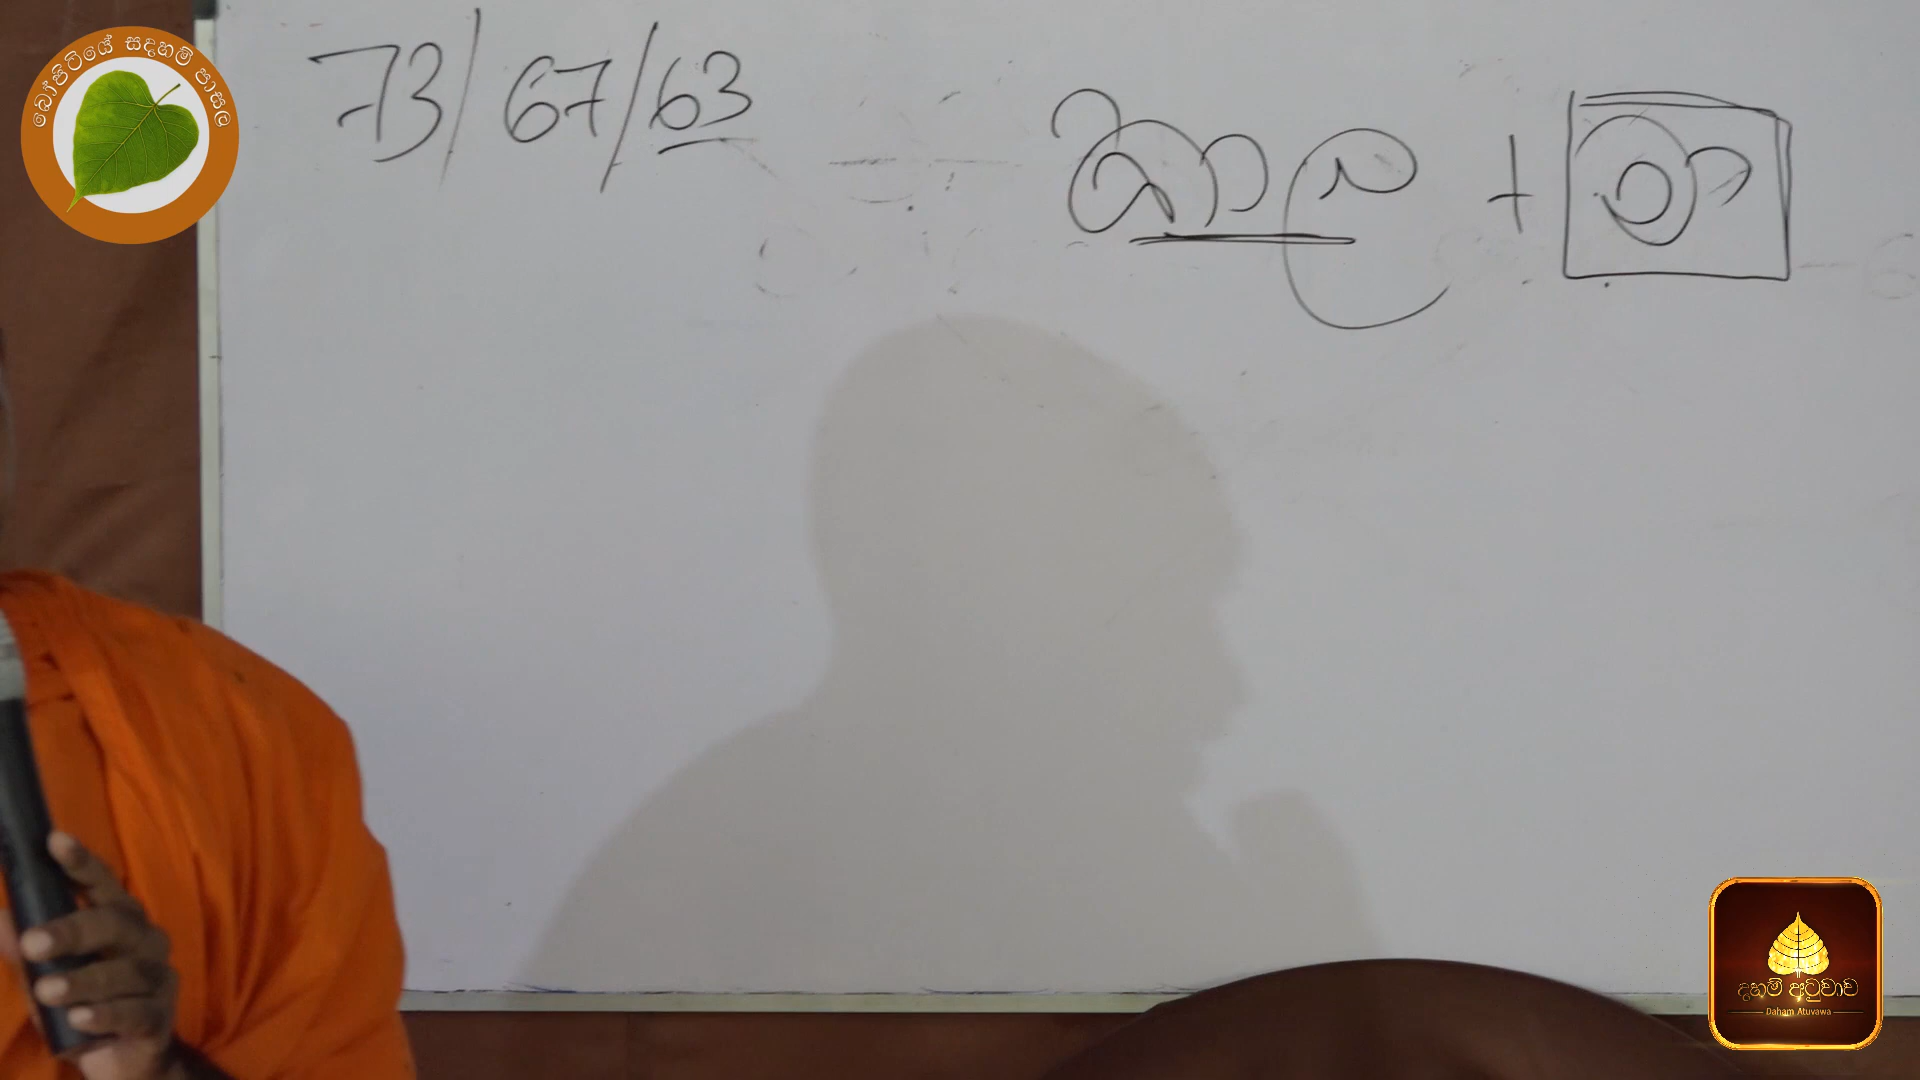 බෝපිටියේ සදහම් පාසල
73/67/63
කාල + වා
දහම් අටුවාව
Daham Atuvawa